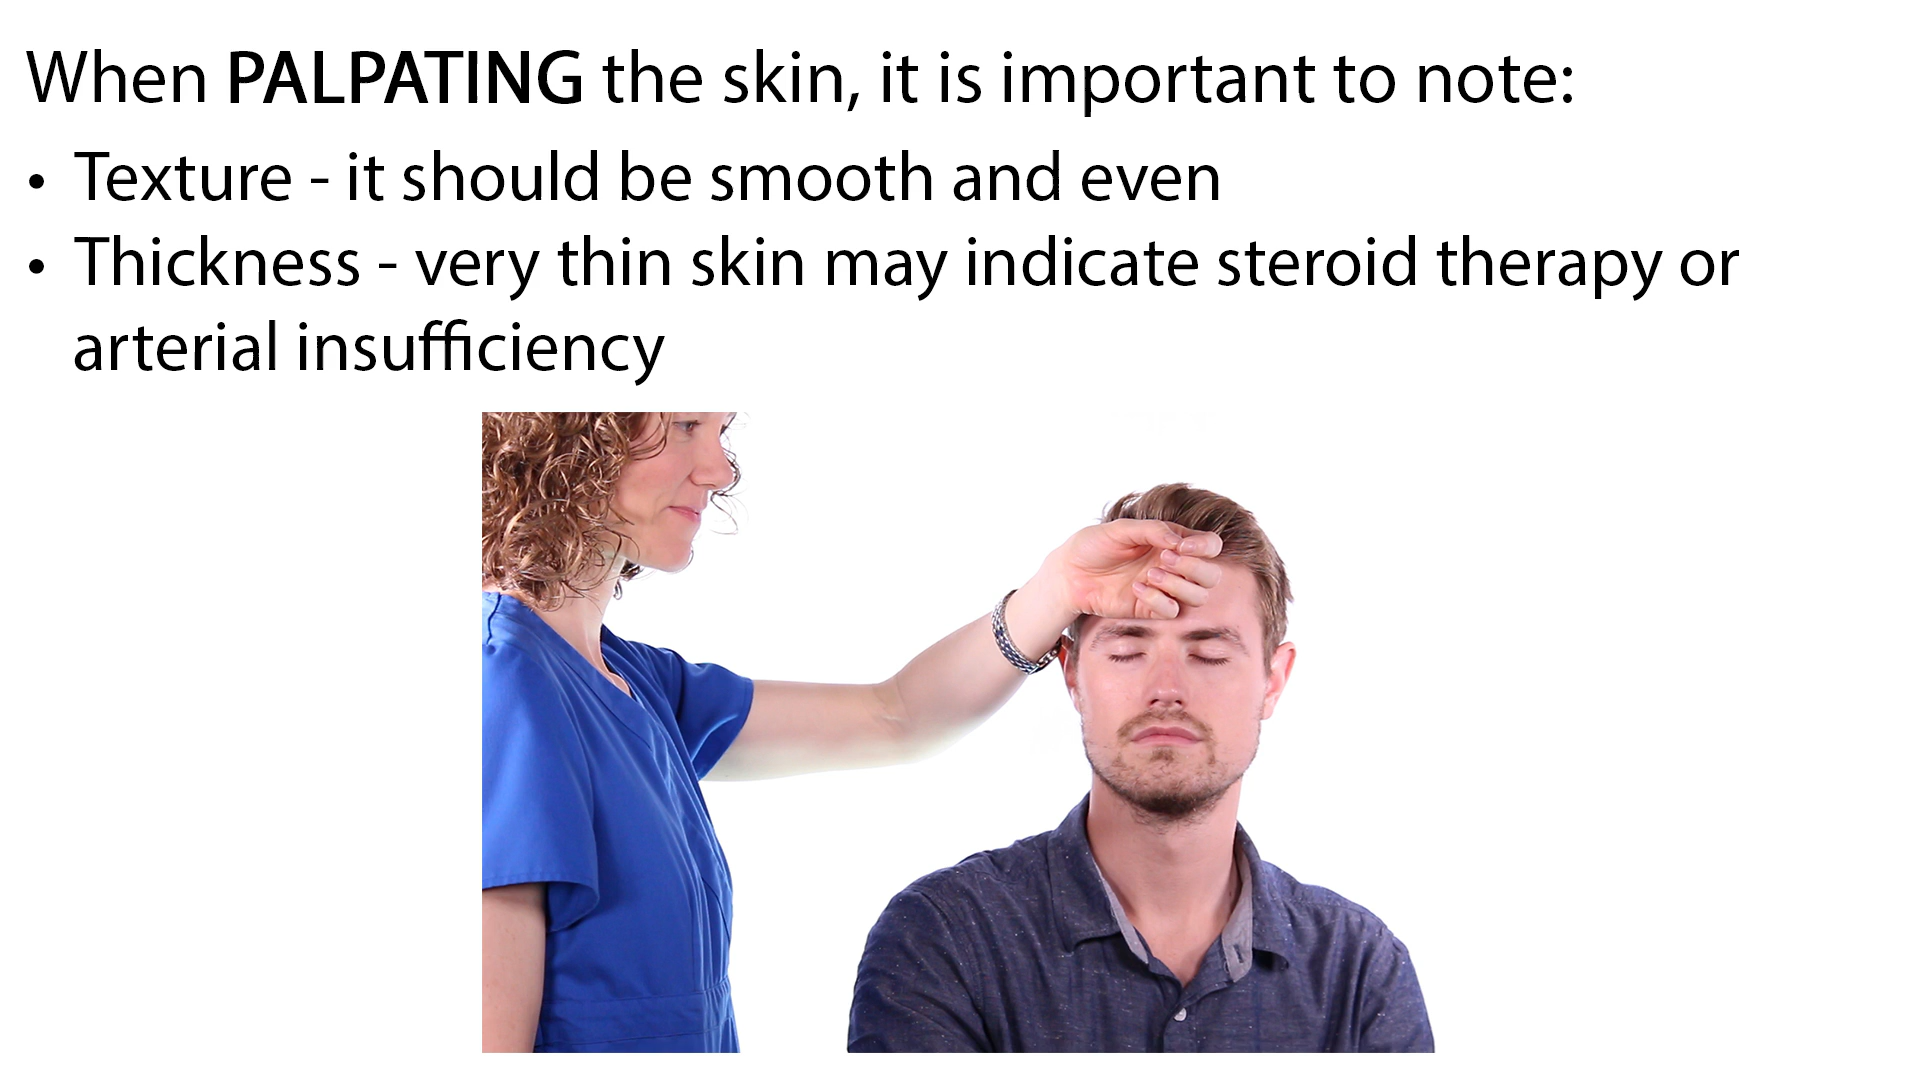 When PALPATING the skin, it is important to note:
• Texture - it should be smooth and even
• Thickness - very thin skin may indicate steroid therapy or
arterial insufficiency